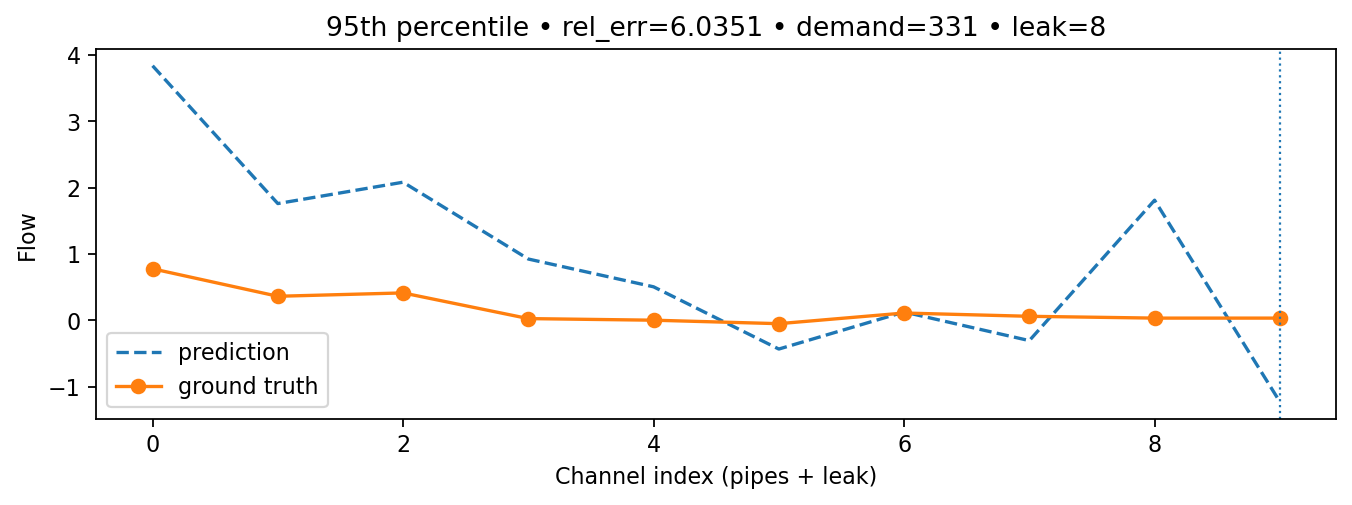 95th percentile • rel_err=6.0351 • demand=331 • leak=8
4
3
2
1
0
−1
Flow
prediction
ground truth
0 2 4 6 8
Channel index (pipes + leak)